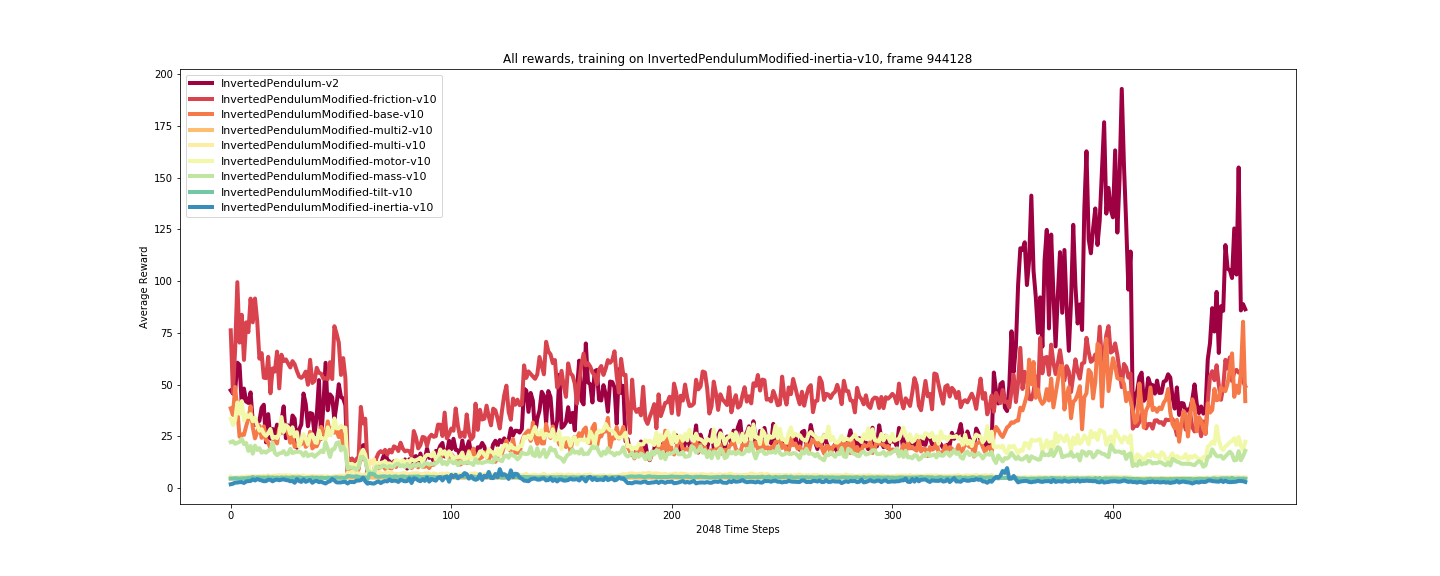 All rewards, training on InvertedPendulumModified-inertia-v10, frame 944128
200
175
150
125
100
75
50
25
0
Average Reward
InvertedPendulum-v2
InvertedPendulumModified-friction-v10
InvertedPendulumModified-base-v10
InvertedPendulumModified-multi2-v10
InvertedPendulumModified-multi-v10
InvertedPendulumModified-motor-v10
InvertedPendulumModified-mass-v10
InvertedPendulumModified-tilt-v10
InvertedPendulumModified-inertia-v10
0 100 200 300 400
2048 Time Steps